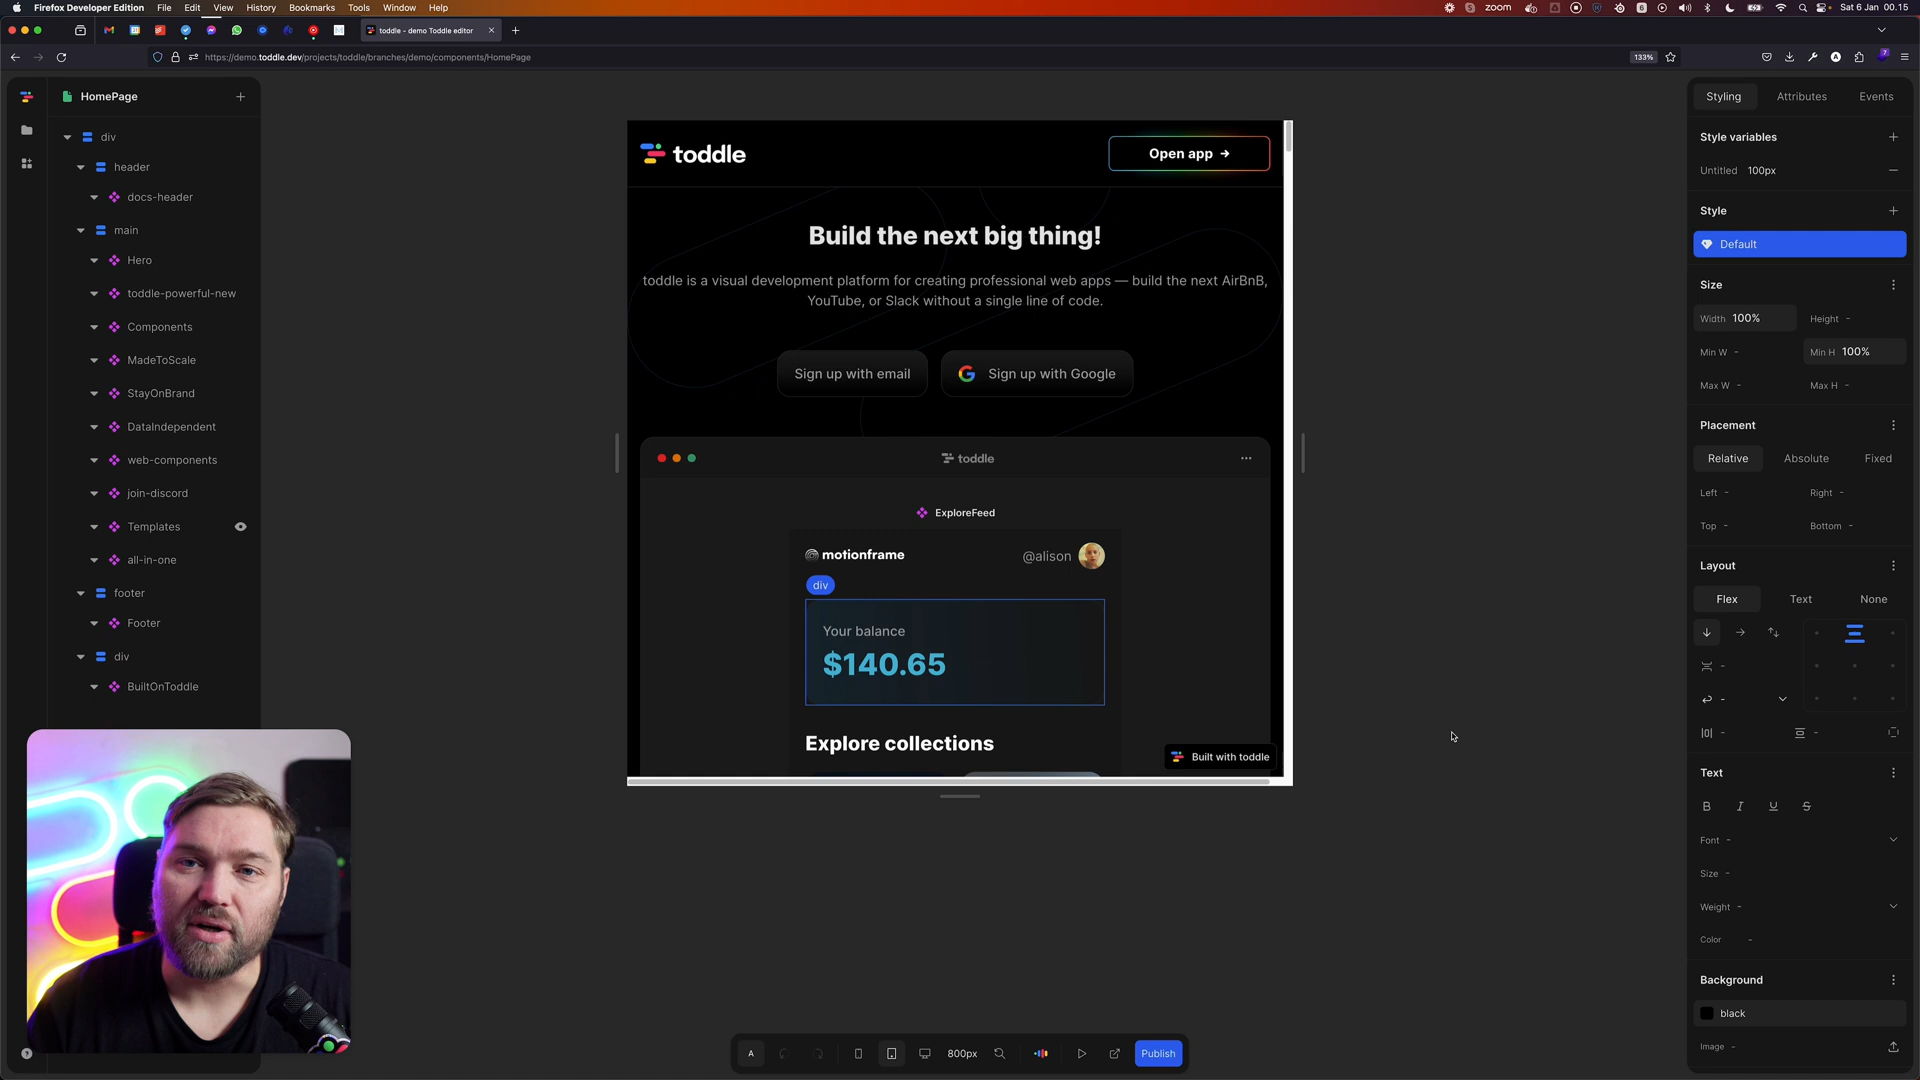 Firefox Developer Edition File Edit View History Bookmarks Tools Window Help
zoom 6 Sat 6 Jan 00.15
toddle - demo Toddle editor
https://demo.toddle.dev/projects/toddle/branches/demo/components/HomePage
133%
7
HomePage
div
header
docs-header
main
Hero
toddle-powerful-new
Components
MadeToScale
StayOnBrand
DataIndependent
web-components
join-discord
Templates
all-in-one
footer
Footer
div
BuiltOnToddle
toddle
Open app →
Build the next big thing!
toddle is a visual development platform for creating professional web apps — build the next AirBnB,
YouTube, or Slack without a single line of code.
Sign up with email
Sign up with Google
toddle
ExploreFeed
motionframe
@alison
div
Your balance
$140.65
Explore collections
Built with toddle
Styling Attributes Events
Style variables
Untitled 100px
Style
Default
Size
Width 100% Height -
Min W - Min H 100%
Max W - Max H -
Placement
Relative Absolute Fixed
Left - Right -
Top - Bottom -
Layout
Flex Text None
Text
B I U S
Font -
Size -
Weight -
Color -
Background
black
Image -
A
800px
Publish